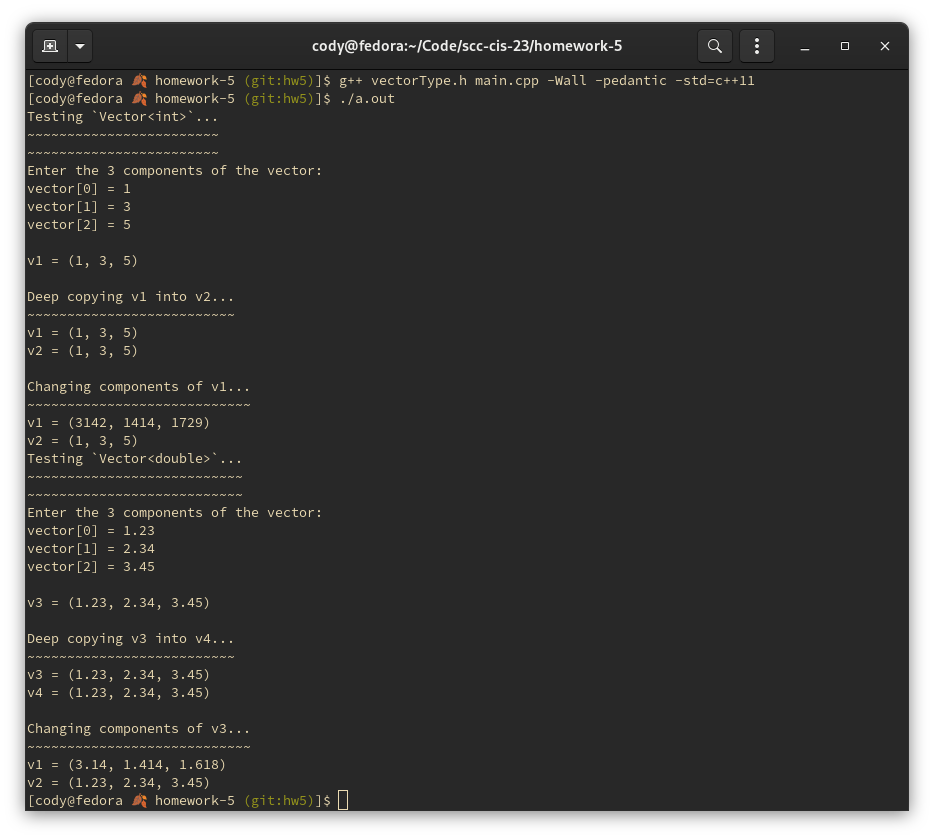 cody@fedora:~/Code/scc-cis-23/homework-5
[cody@fedora 🍂 homework-5 (git:hw5)]$ g++ vectorType.h main.cpp -Wall -pedantic -std=c++11
[cody@fedora 🍂 homework-5 (git:hw5)]$ ./a.out
Testing `Vector<int>`...
~~~~~~~~~~~~~~~~~~~~~~~~
~~~~~~~~~~~~~~~~~~~~~~~~
Enter the 3 components of the vector:
vector[0] = 1
vector[1] = 3
vector[2] = 5

v1 = (1, 3, 5)

Deep copying v1 into v2...
~~~~~~~~~~~~~~~~~~~~~~~~~~
v1 = (1, 3, 5)
v2 = (1, 3, 5)

Changing components of v1...
~~~~~~~~~~~~~~~~~~~~~~~~~~~~
v1 = (3142, 1414, 1729)
v2 = (1, 3, 5)
Testing `Vector<double>`...
~~~~~~~~~~~~~~~~~~~~~~~~~~~
~~~~~~~~~~~~~~~~~~~~~~~~~~~
Enter the 3 components of the vector:
vector[0] = 1.23
vector[1] = 2.34
vector[2] = 3.45

v3 = (1.23, 2.34, 3.45)

Deep copying v3 into v4...
~~~~~~~~~~~~~~~~~~~~~~~~~~
v3 = (1.23, 2.34, 3.45)
v4 = (1.23, 2.34, 3.45)

Changing components of v3...
~~~~~~~~~~~~~~~~~~~~~~~~~~~~
v1 = (3.14, 1.414, 1.618)
v2 = (1.23, 2.34, 3.45)
[cody@fedora 🍂 homework-5 (git:hw5)]$